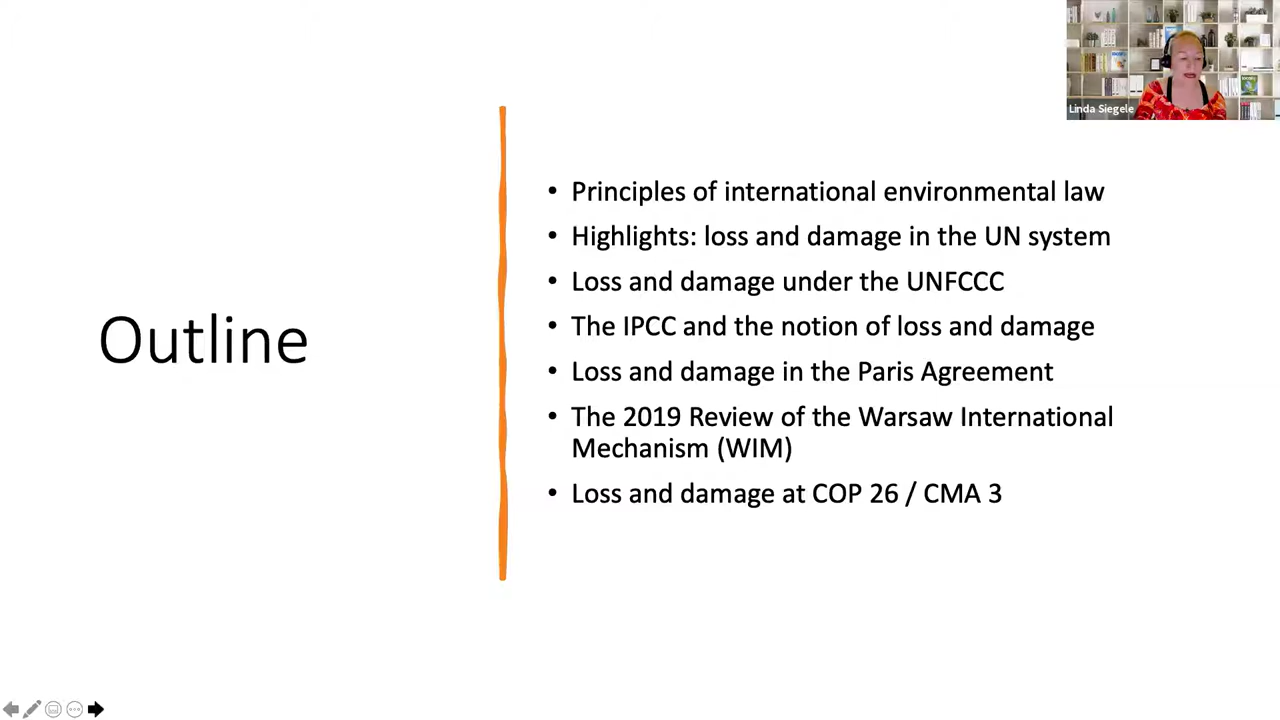 Linda Siegele
Outline
• Principles of international environmental law
• Highlights: loss and damage in the UN system
• Loss and damage under the UNFCCC
• The IPCC and the notion of loss and damage
• Loss and damage in the Paris Agreement
• The 2019 Review of the Warsaw International
Mechanism (WIM)
• Loss and damage at COP 26 / CMA 3